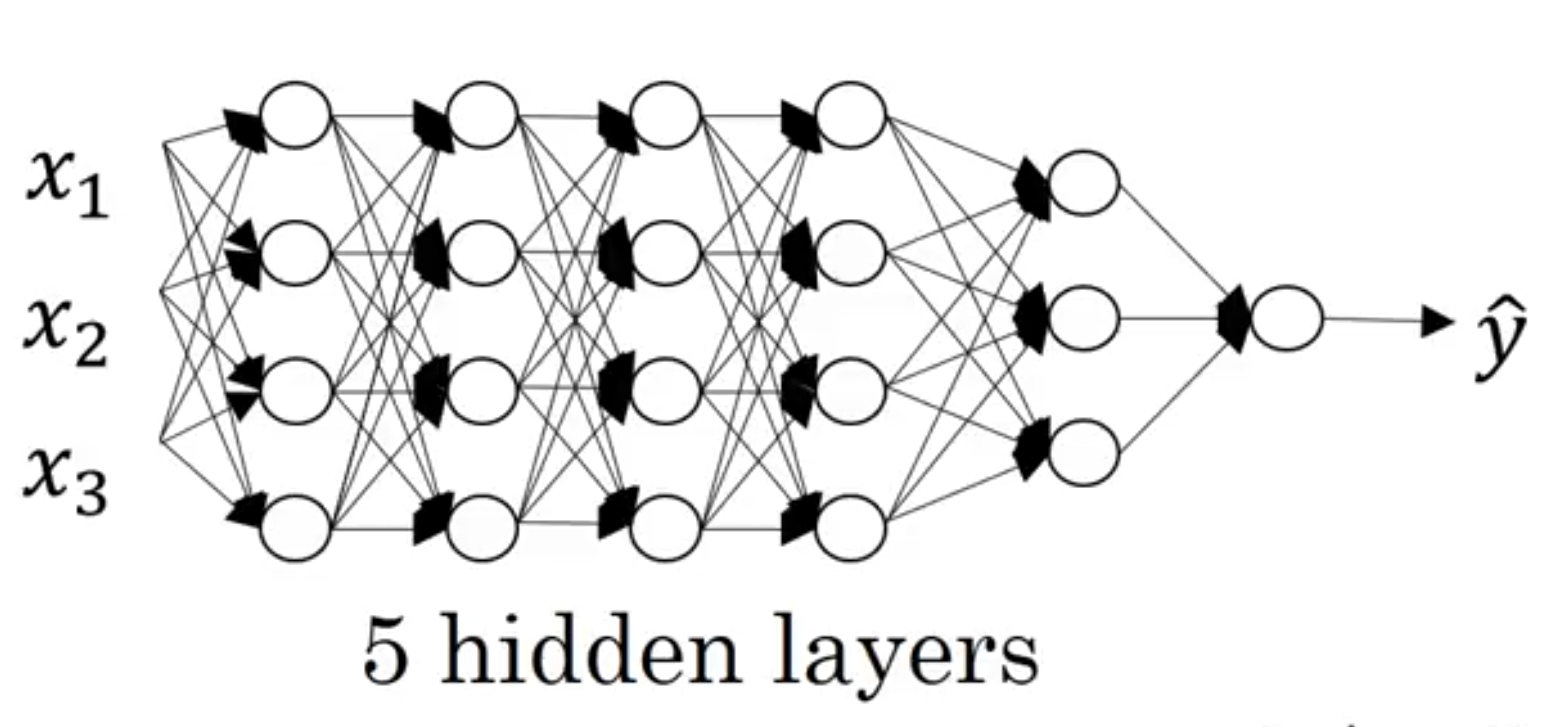 x₁
x₂
x₃
ŷ
5 hidden layers